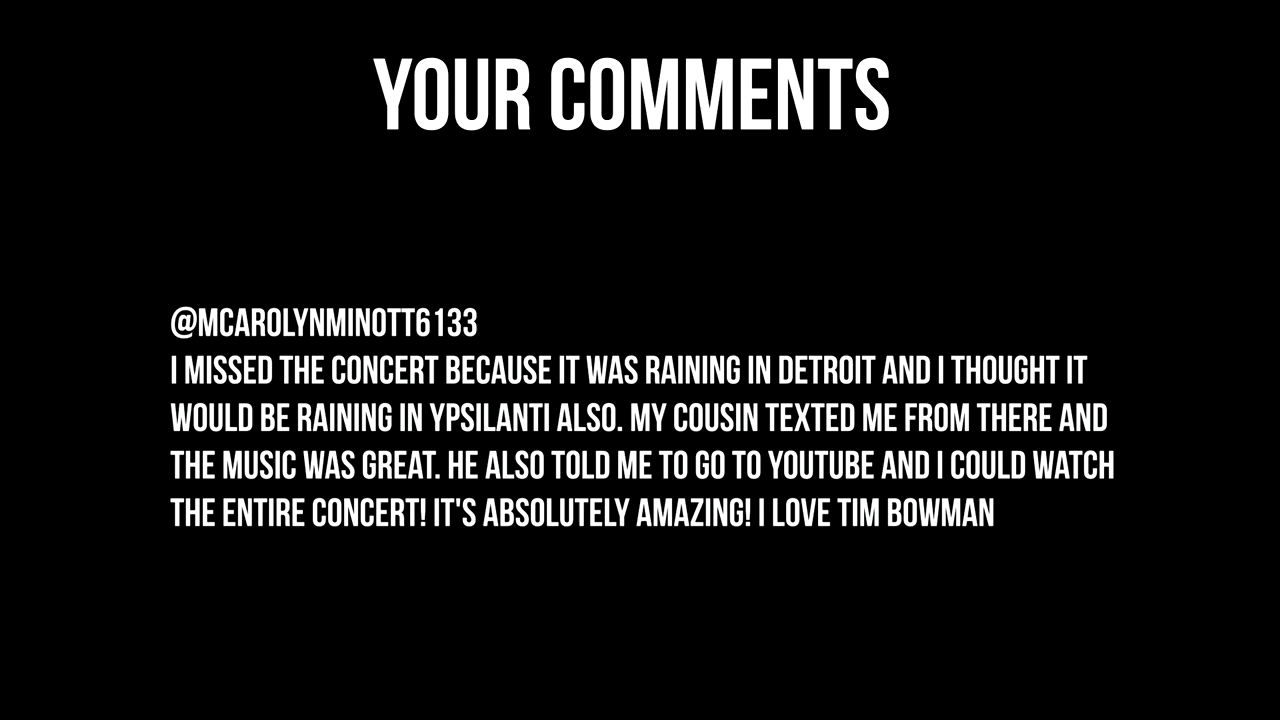 YOUR COMMENTS
@MCAROLYNMINOTT6133
I MISSED THE CONCERT BECAUSE IT WAS RAINING IN DETROIT AND I THOUGHT IT
WOULD BE RAINING IN YPSILANTI ALSO. MY COUSIN TEXTED ME FROM THERE AND
THE MUSIC WAS GREAT. HE ALSO TOLD ME TO GO TO YOUTUBE AND I COULD WATCH
THE ENTIRE CONCERT! IT'S ABSOLUTELY AMAZING! I LOVE TIM BOWMAN